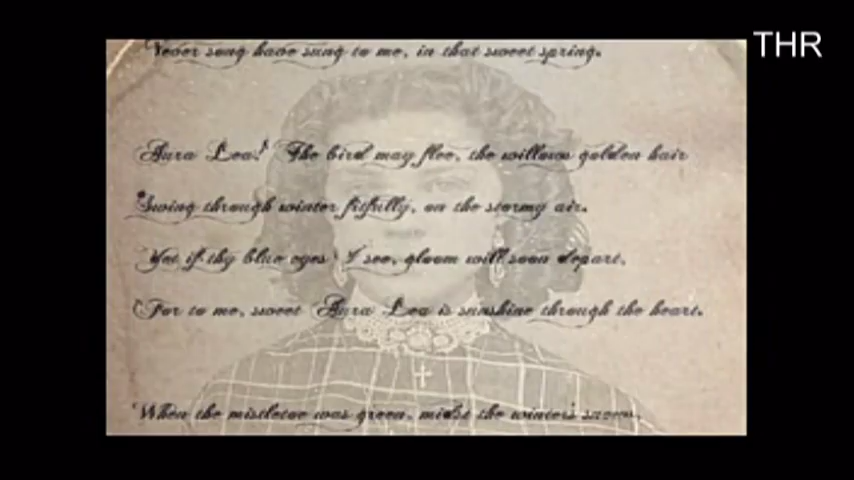 THR
Never song have sung to me, in that sweet spring.
Aura Lea! The bird may flee, the willows golden hair
Swing through winter fitfully, on the stormy air.
Yet if thy blue eyes I see, gloom will soon depart,
For to me, sweet Aura Lea is sunshine through the heart.
When the mistletoe was green, midst the winter's snows,